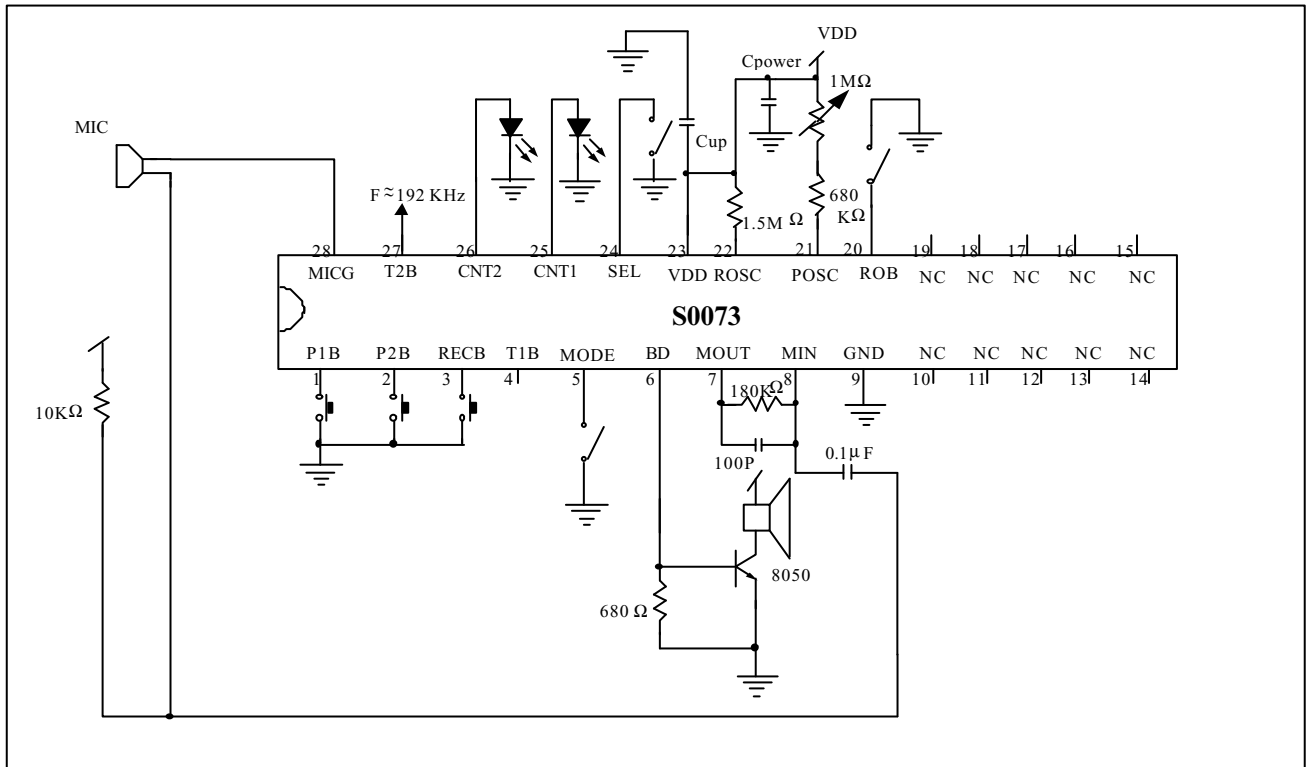 VDD
Cpower
1MΩ
MIC
Cup
F≈192 KHz
1.5M Ω
680
KΩ
28 27 26 25 24 23 22 21 20 19 18 17 16 15
MICG T2B CNT2 CNT1 SEL VDD ROSC POSC ROB NC NC NC NC NC
S0073
P1B P2B RECB T1B MODE BD MOUT MIN GND NC NC NC NC NC
1 2 3 4 5 6 7 8 9 10 11 12 13 14
10KΩ
180KΩ
100P
0.1μF
8050
680 Ω